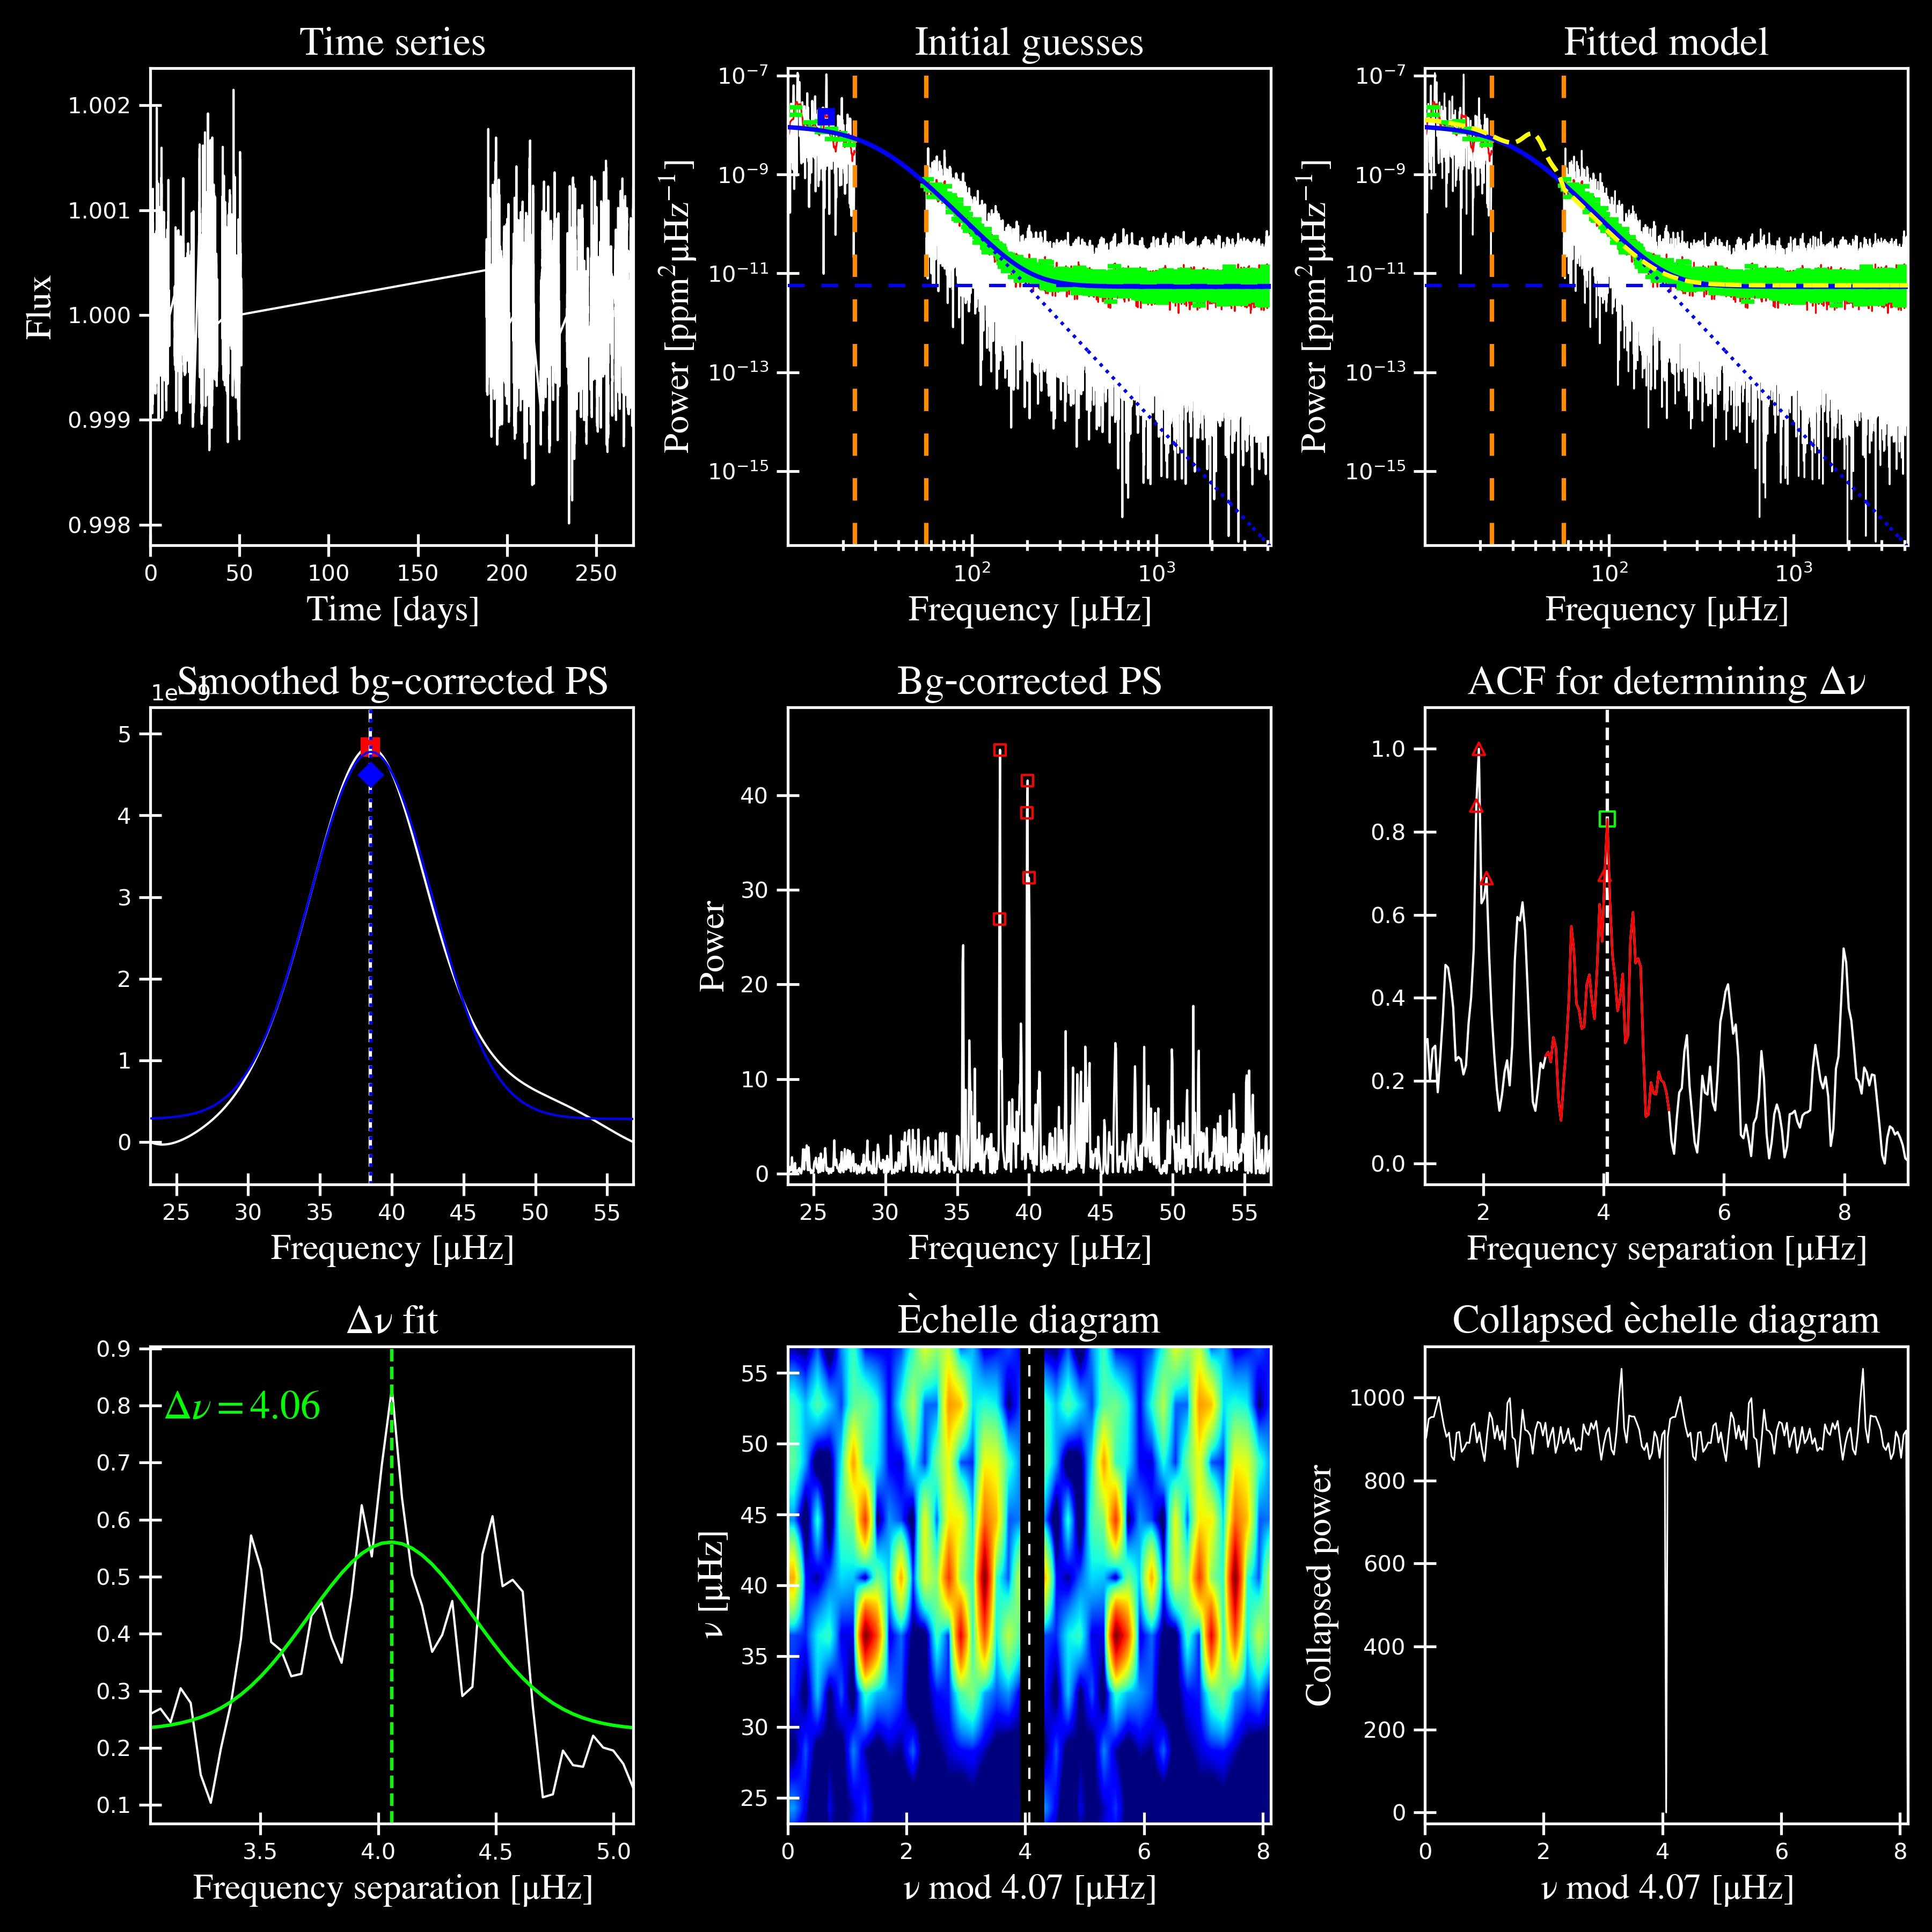 Time series
Initial guesses
Fitted model
1.002
1.001
1.000
0.999
0.998
Flux
0 50 100 150 200 250
Time [days]
10⁻⁷
10⁻⁹
10⁻¹¹
10⁻¹³
10⁻¹⁵
Power [ppm²μHz⁻¹]
10² 10³
Frequency [μHz]
10⁻⁷
10⁻⁹
10⁻¹¹
10⁻¹³
10⁻¹⁵
Power [ppm²μHz⁻¹]
10² 10³
Frequency [μHz]
Smoothed bg-corrected PS
Bg-corrected PS
ACF for determining Δν
5
4
3
2
1
0
25 30 35 40 45 50 55
Frequency [μHz]
40
30
20
10
0
Power
25 30 35 40 45 50 55
Frequency [μHz]
1.0
0.8
0.6
0.4
0.2
0.0
2 4 6 8
Frequency separation [μHz]
Δν fit
Èchelle diagram
Collapsed èchelle diagram
Δν = 4.06
0.9
0.8
0.7
0.6
0.5
0.4
0.3
0.2
0.1
3.5 4.0 4.5 5.0
Frequency separation [μHz]
55
50
45
40
35
30
25
ν [μHz]
0 2 4 6 8
ν mod 4.07 [μHz]
1000
800
600
400
200
0
Collapsed power
0 2 4 6 8
ν mod 4.07 [μHz]